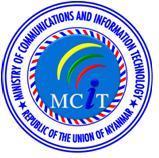 MINISTRY OF COMMUNICATIONS AND INFORMATION TECHNOLOGY
MCiT
REPUBLIC OF THE UNION OF MYANMAR